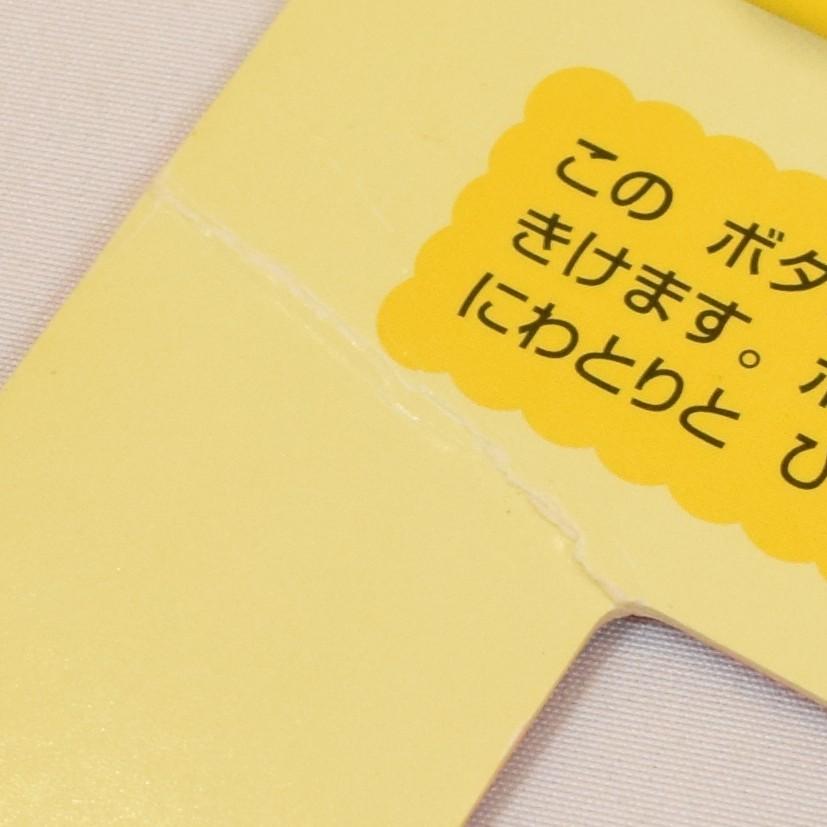 この ボタ
きけます。 ボ
にわとりと ひ